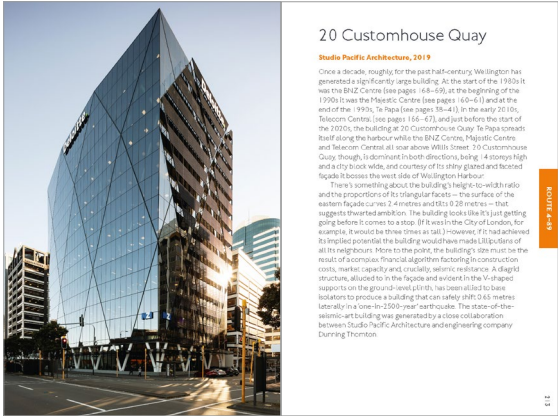 20 Customhouse Quay
Studio Pacific Architecture, 2019
Once a decade, roughly, for the past half-century, Wellington has
generated a significantly large building. At the start of the 1980s it
was the BNZ Centre (see pages 168–69), at the beginning of the
1990s it was the Majestic Centre (see pages 160–61) and at the end
of the 1990s, Te Papa (see pages 38–41). In the early 2010s,
Telecom Central (see pages 166–67), and just before the start of
the 2020s, the building at 20 Customhouse Quay. Te Papa spreads
itself along the harbour while the BNZ Centre, Majestic Centre
and Telecom Central all soar above Willis Street. 20 Customhouse
Quay, though, is dominant in both directions, being 14 storeys high
and a city block wide, and courtesy of its shiny glazed and faceted
façade it bosses the west side of Wellington Harbour.
There's something about the building's height-to-width ratio
and the proportions of its triangular facets — the surface of the
eastern façade curves 2.4 metres and tilts 0.28 metres — that
suggests thwarted ambition. The building looks like it's just getting
going before it comes to a stop. (If it was in the City of London, for
example, it would be three times as tall.) However, if it had achieved
its implied potential the building would have made Lilliputians of
all its neighbours. More to the point, the building's size must be the
result of a complex financial algorithm factoring in construction
costs, market capacity and, crucially, seismic resistance. A diagrid
structure, alluded to in the façade and evident in the V-shaped
supports on the ground-level plinth, has been allied to base
isolators to produce a building that can safely shift 0.65 metres
laterally in a 'one-in-2500-year' earthquake. The state-of-the-
seismic-art building was generated by a close collaboration
between Studio Pacific Architecture and engineering company
Dunning Thornton.
ROUTE 4–89
213